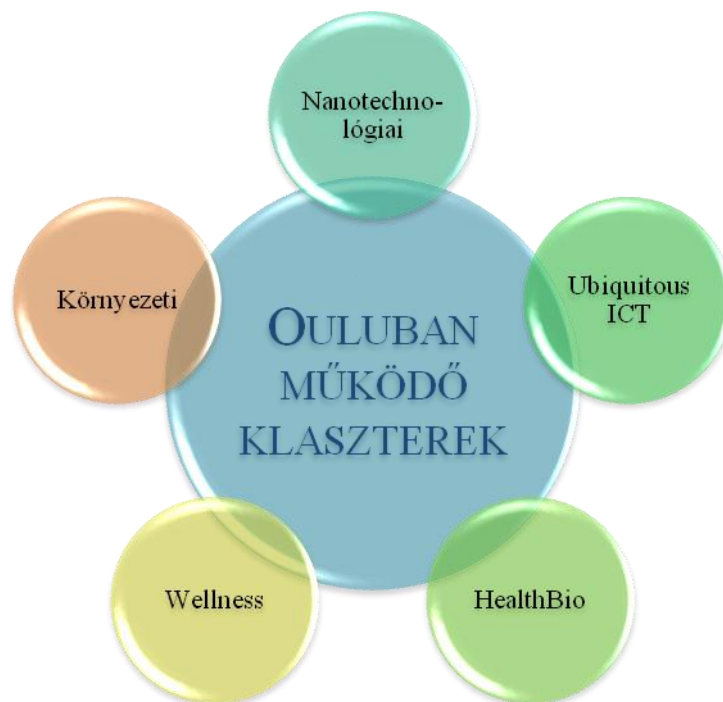 Nanotechno-
lógiai
Környezeti
Ubiquitous
ICT
OULUBAN
MŰKÖDŐ
KLASZTEREK
Wellness
HealthBio